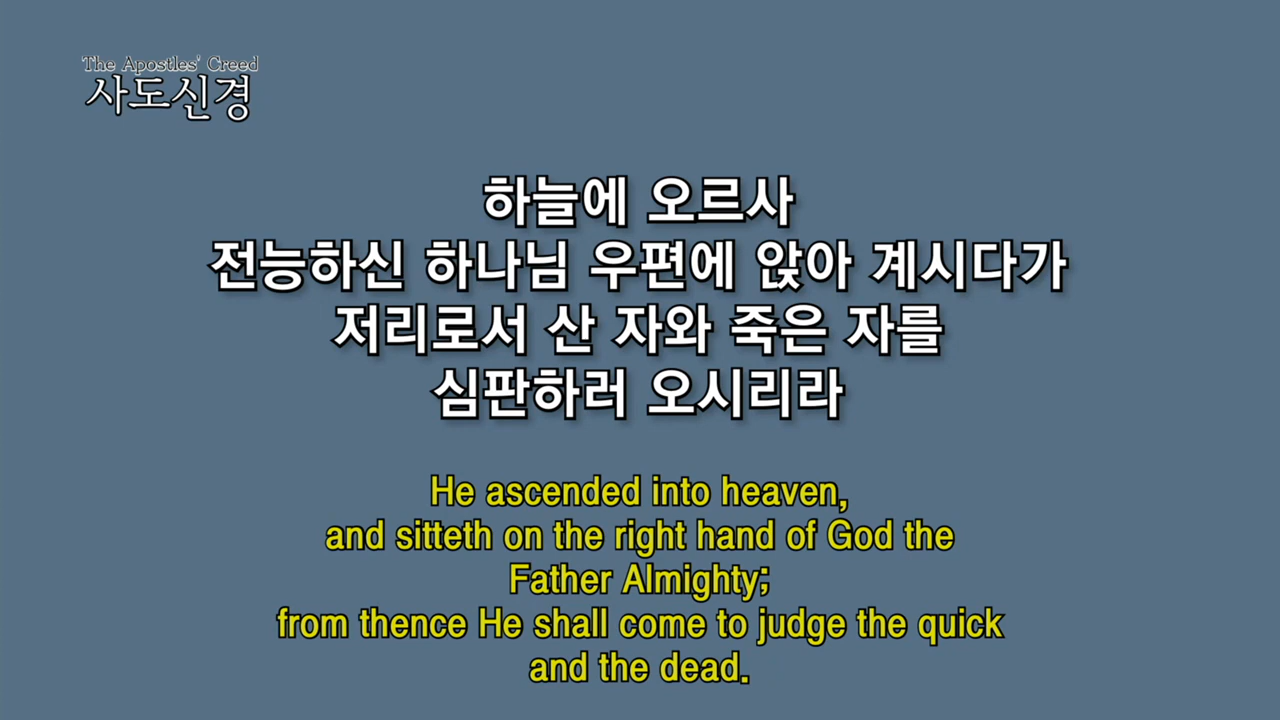 The Apostles' Creed
사도신경
하늘에 오르사
전능하신 하나님 우편에 앉아 계시다가
저리로서 산 자와 죽은 자를
심판하러 오시리라
He ascended into heaven,
and sitteth on the right hand of God the
Father Almighty;
from thence He shall come to judge the quick
and the dead.